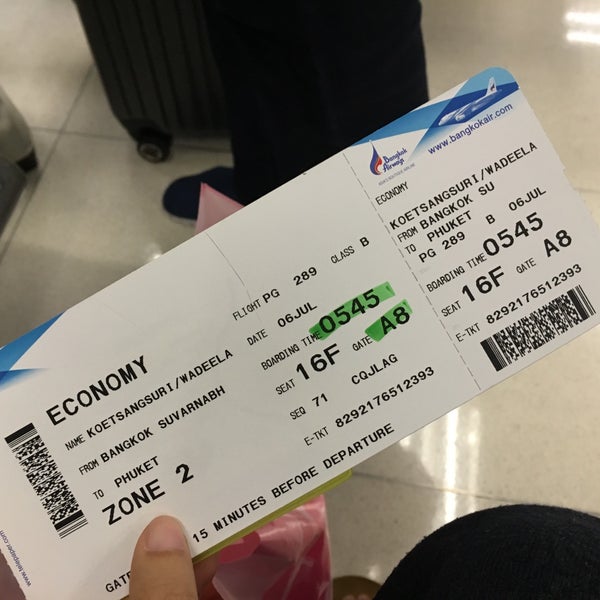 ECONOMY
NAME KOETSANGSURI/WADEELA
FROM BANGKOK SUVARNABH
TO PHUKET
ZONE 2
FLIGHT PG 289 CLASS B
DATE 06JUL
BOARDING TIME 0545
SEAT 16F GATE A8
SEQ 71 CQJLAG
E-TKT 8292176512393
GATE 15 MINUTES BEFORE DEPARTURE
Bangkok Airways
www.bangkokair.com
ECONOMY
KOETSANGSURI/WADEELA
FROM BANGKOK SU
TO PHUKET
PG 289 B 06JUL
BOARDING TIME 0545
SEAT 16F GATE A8
E-TKT 8292176512393